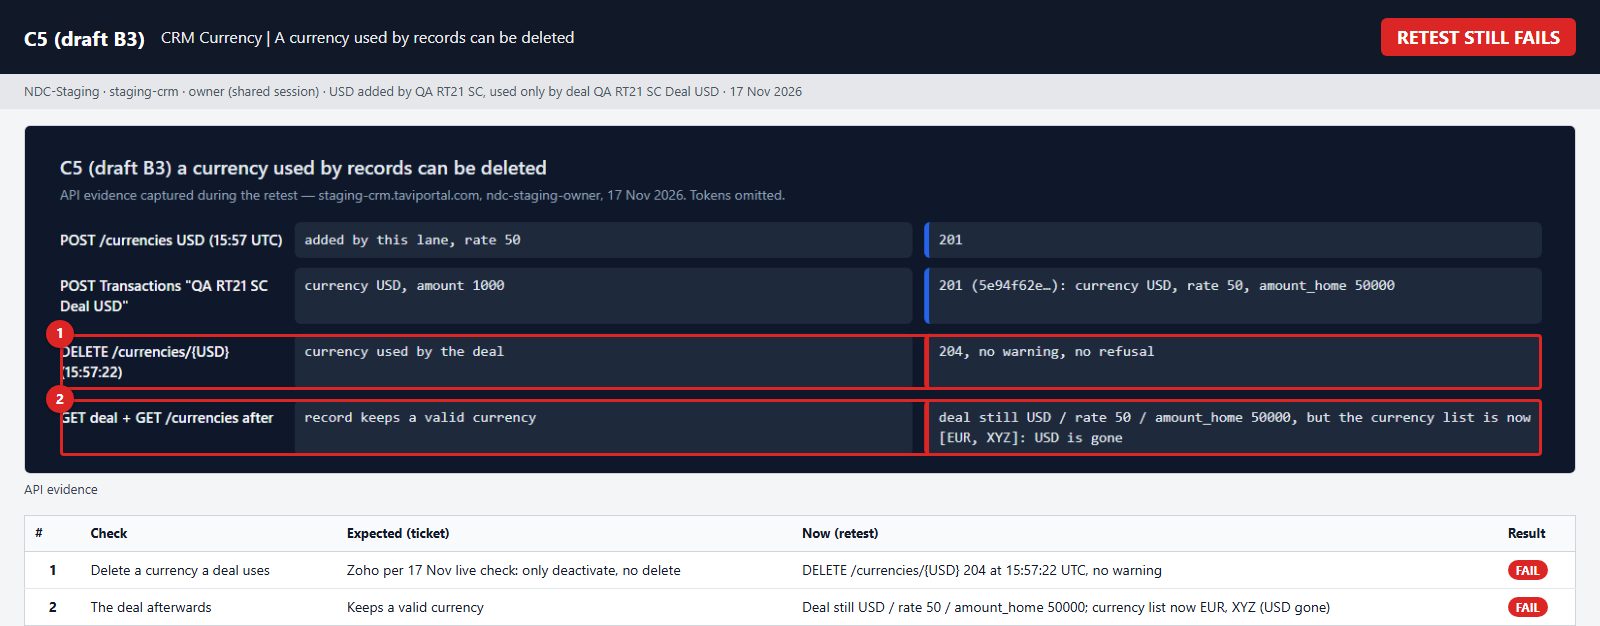 C5 (draft B3) CRM Currency | A currency used by records can be deleted RETEST STILL FAILS
NDC-Staging · staging-crm · owner (shared session) · USD added by QA RT21 SC, used only by deal QA RT21 SC Deal USD · 17 Nov 2026
C5 (draft B3) a currency used by records can be deleted
API evidence captured during the retest — staging-crm.taviportal.com, ndc-staging-owner, 17 Nov 2026. Tokens omitted.
POST /currencies USD (15:57 UTC) added by this lane, rate 50 201
POST Transactions "QA RT21 SC currency USD, amount 1000 201 (5e94f62e…): currency USD, rate 50, amount_home 50000
Deal USD"
1
DELETE /currencies/{USD} currency used by the deal 204, no warning, no refusal
(15:57:22)
2
GET deal + GET /currencies after record keeps a valid currency deal still USD / rate 50 / amount_home 50000, but the currency list is now
[EUR, XYZ]: USD is gone
API evidence
# Check Expected (ticket) Now (retest) Result
1 Delete a currency a deal uses Zoho per 17 Nov live check: only deactivate, no delete DELETE /currencies/{USD} 204 at 15:57:22 UTC, no warning FAIL
2 The deal afterwards Keeps a valid currency Deal still USD / rate 50 / amount_home 50000; currency list now EUR, XYZ (USD gone) FAIL